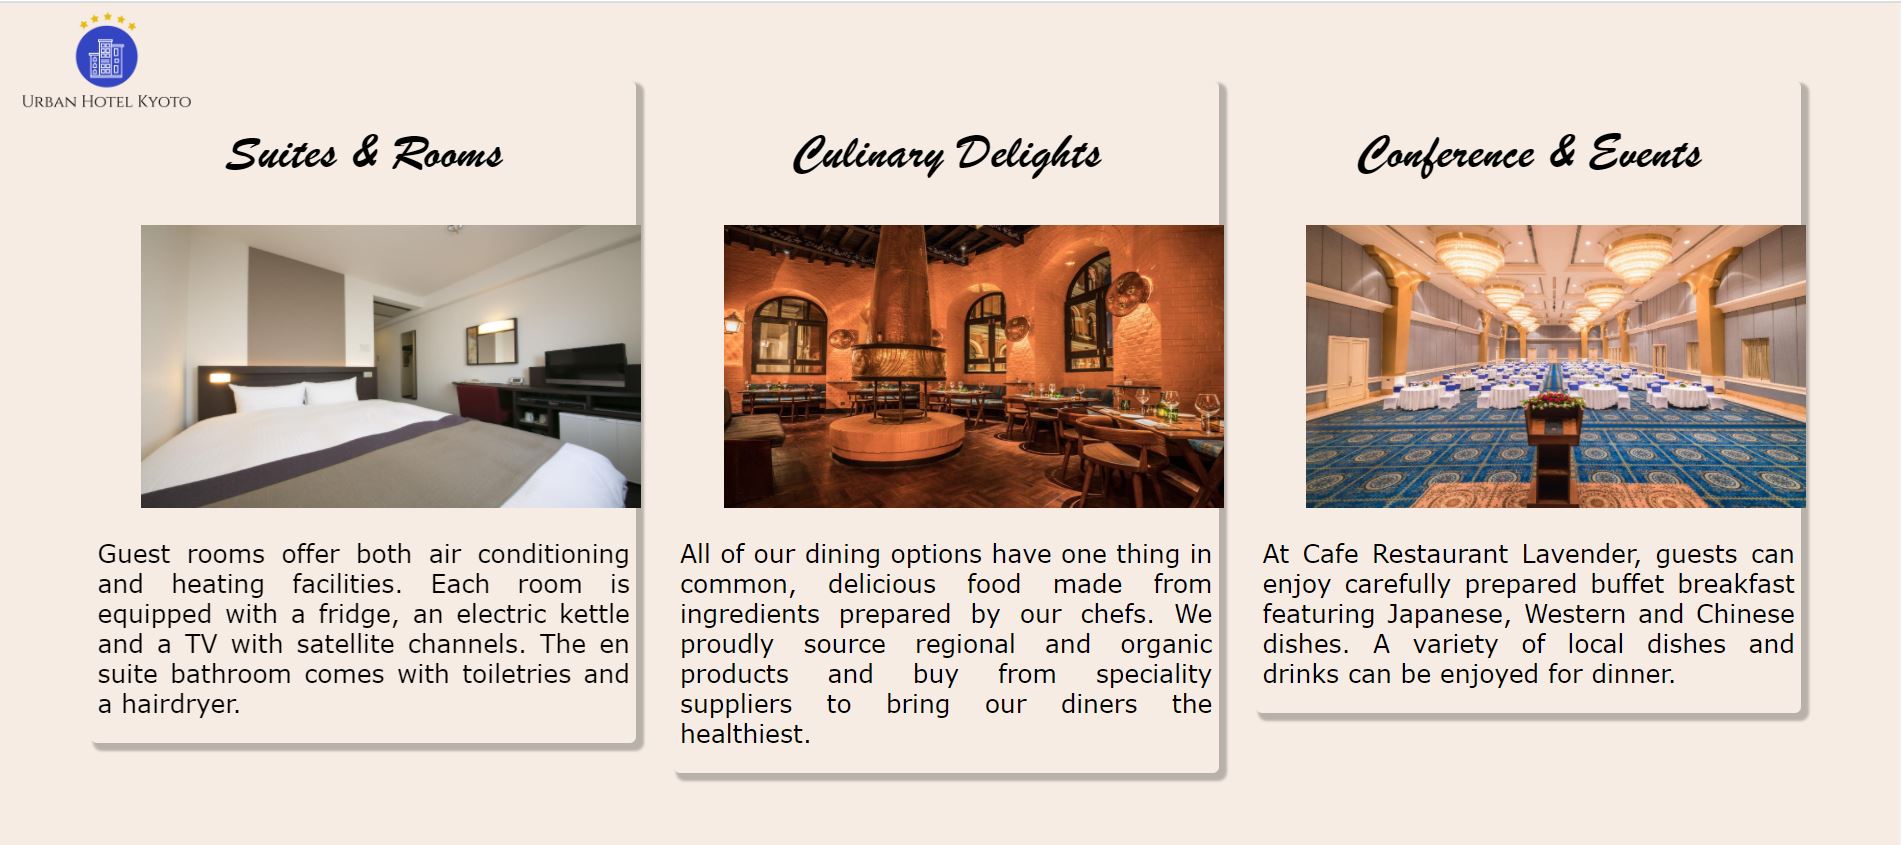 URBAN HOTEL KYOTO
Suites & Rooms
Guest rooms offer both air conditioning
and heating facilities. Each room is
equipped with a fridge, an electric kettle
and a TV with satellite channels. The en
suite bathroom comes with toiletries and
a hairdryer.
Culinary Delights
All of our dining options have one thing in
common, delicious food made from
ingredients prepared by our chefs. We
proudly source regional and organic
products and buy from speciality
suppliers to bring our diners the
healthiest.
Conference & Events
At Cafe Restaurant Lavender, guests can
enjoy carefully prepared buffet breakfast
featuring Japanese, Western and Chinese
dishes. A variety of local dishes and
drinks can be enjoyed for dinner.